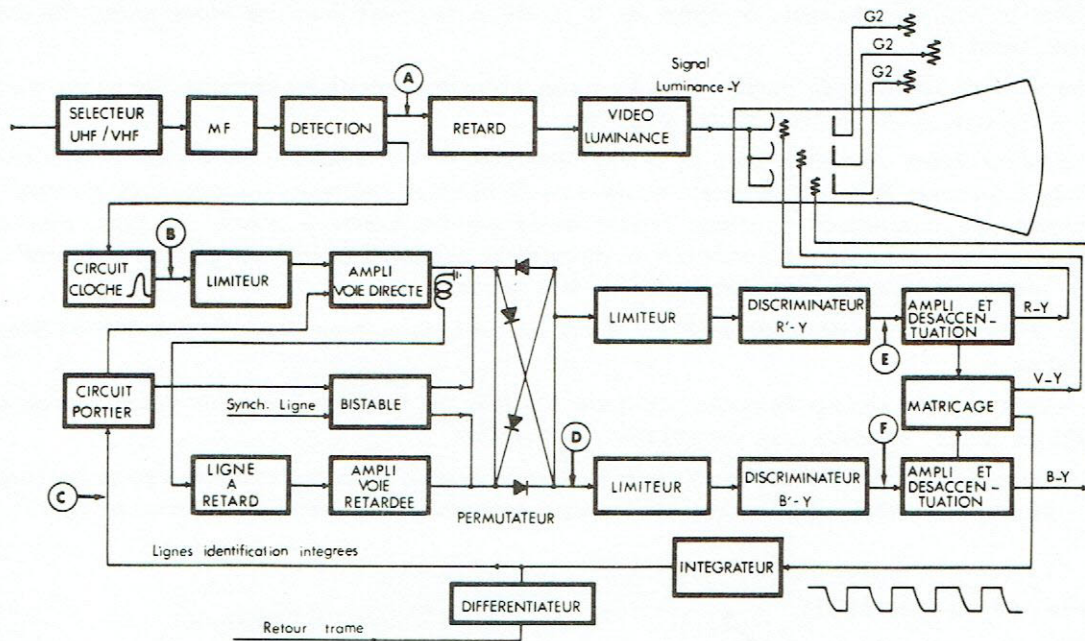 G2
G2
G2
Signal
Luminance-Y
A
SELECTEUR
UHF/VHF
MF
DETECTION
RETARD
VIDEO
LUMINANCE
B
CIRCUIT
CLOCHE
LIMITEUR
AMPLI
VOIE DIRECTE
LIMITEUR
DISCRIMINATEUR
R'-Y
AMPLI ET
DESACCEN-
TUATION
R-Y
E
CIRCUIT
PORTIER
Synch. Ligne
BISTABLE
MATRICAGE
V-Y
D
F
C
LIGNE
A
RETARD
AMPLI
VOIE
RETARDEE
PERMUTATEUR
LIMITEUR
DISCRIMINATEUR
B'-Y
AMPLI ET
DESACCEN-
TUATION
B-Y
Lignes identification integrees
INTEGRATEUR
DIFFERENTIATEUR
Retour trame